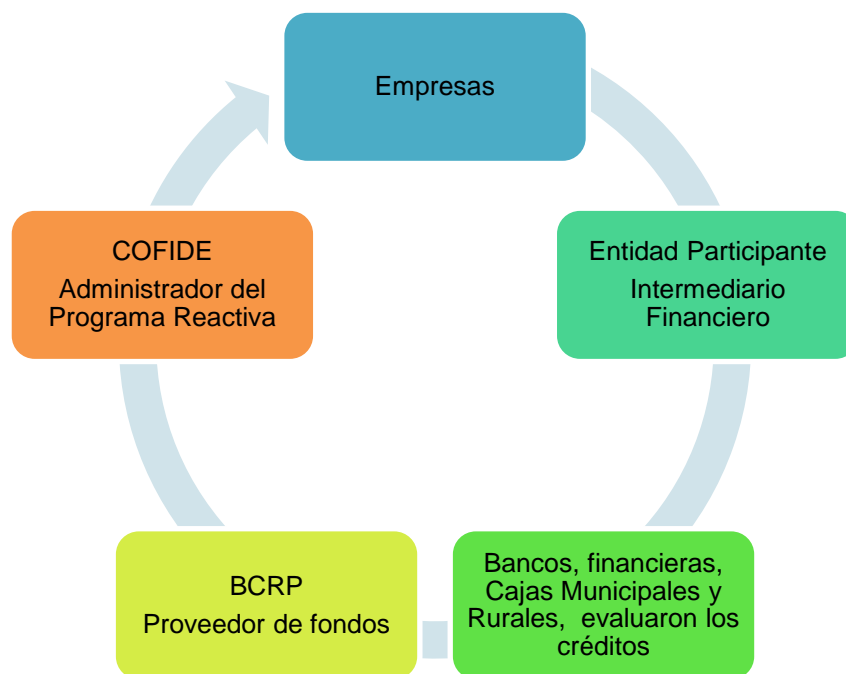 Empresas
Entidad Participante
Intermediario
Financiero
Bancos, financieras,
Cajas Municipales y
Rurales, evaluaron los
créditos
BCRP
Proveedor de fondos
COFIDE
Administrador del
Programa Reactiva